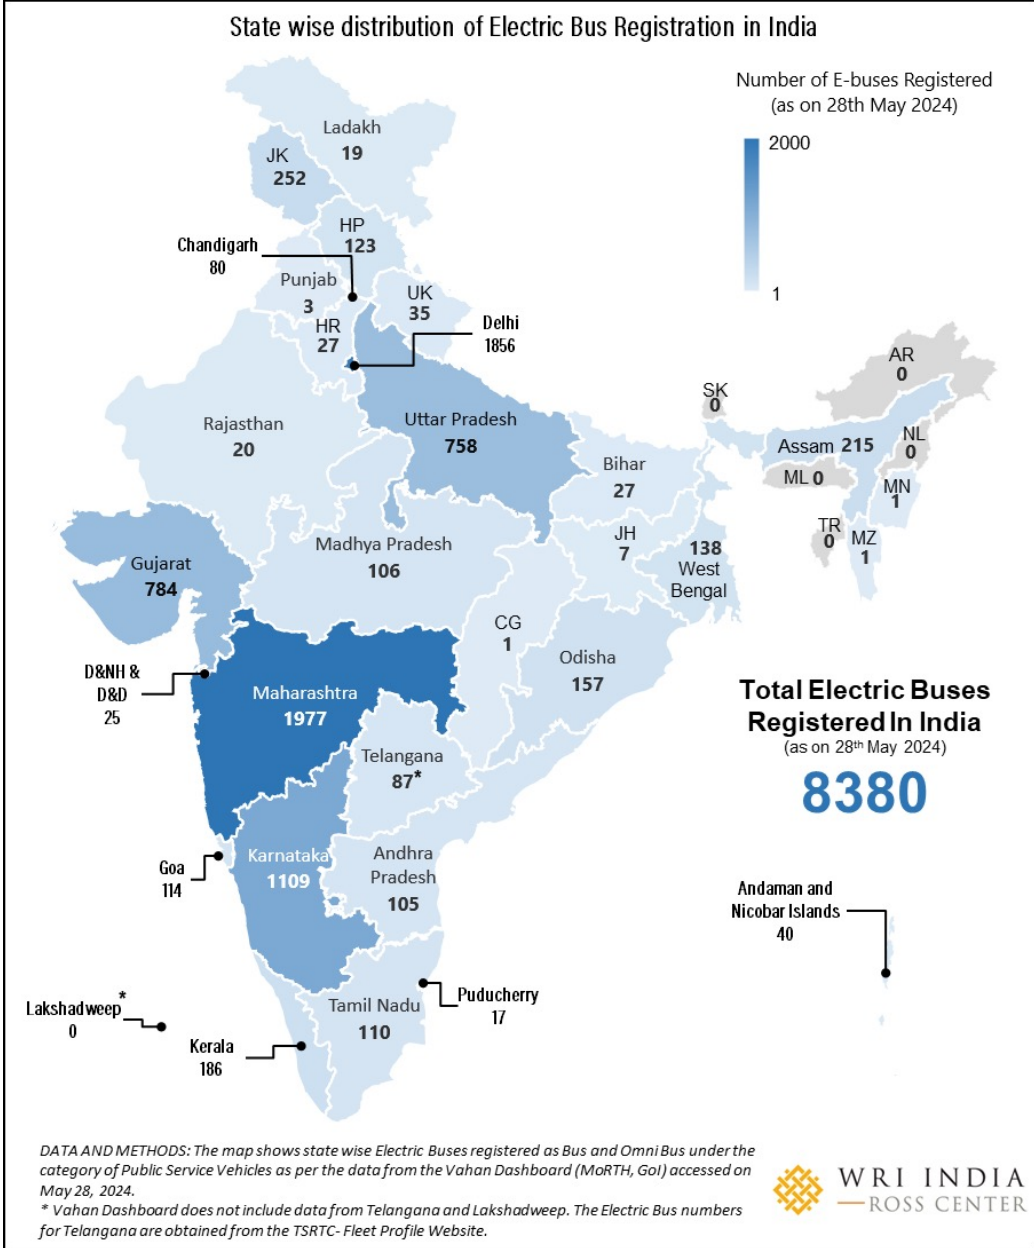 State wise distribution of Electric Bus Registration in India
Number of E-buses Registered
(as on 28th May 2024)
2000
1
Ladakh
19
JK
252
HP
123
Chandigarh
80
Punjab
3
UK
35
HR
27
Delhi
1856
AR
0
SK
0
Rajasthan
20
Uttar Pradesh
758
Assam 215
NL
0
Bihar
27
ML 0
MN
1
TR
0
MZ
1
Gujarat
784
Madhya Pradesh
106
JH
7
138
West
Bengal
CG
1
Odisha
157
D&NH &
D&D
25
Maharashtra
1977
Telangana
87*
Total Electric Buses
Registered In India
(as on 28th May 2024)
8380
Goa
114
Karnataka
1109
Andhra
Pradesh
105
Andaman and
Nicobar Islands
40
Lakshadweep*
0
Kerala
186
Tamil Nadu
110
Puducherry
17
DATA AND METHODS: The map shows state wise Electric Buses registered as Bus and Omni Bus under the
category of Public Service Vehicles as per the data from the Vahan Dashboard (MoRTH, GoI) accessed on
May 28, 2024.
* Vahan Dashboard does not include data from Telangana and Lakshadweep. The Electric Bus numbers
for Telangana are obtained from the TSRTC- Fleet Profile Website.
WRI INDIA
ROSS CENTER